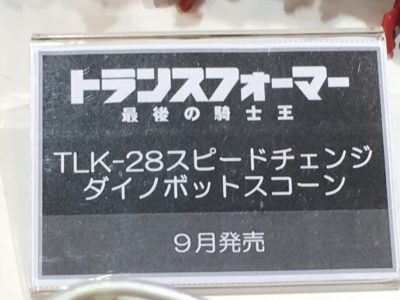 トランスフォーマー
最後の騎士王
TLK-28スピードチェンジ
ダイノボットスコーン
9月発売